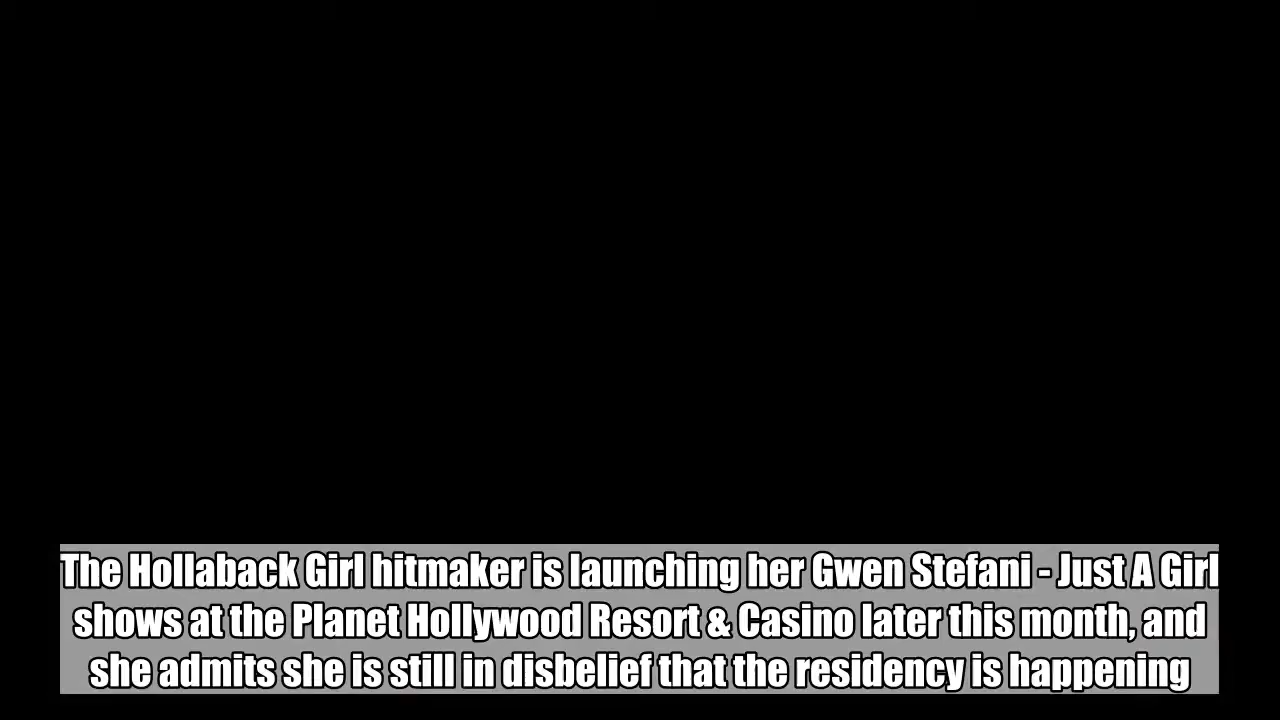 The Hollaback Girl hitmaker is launching her Gwen Stefani - Just A Girl
shows at the Planet Hollywood Resort & Casino later this month, and
she admits she is still in disbelief that the residency is happening